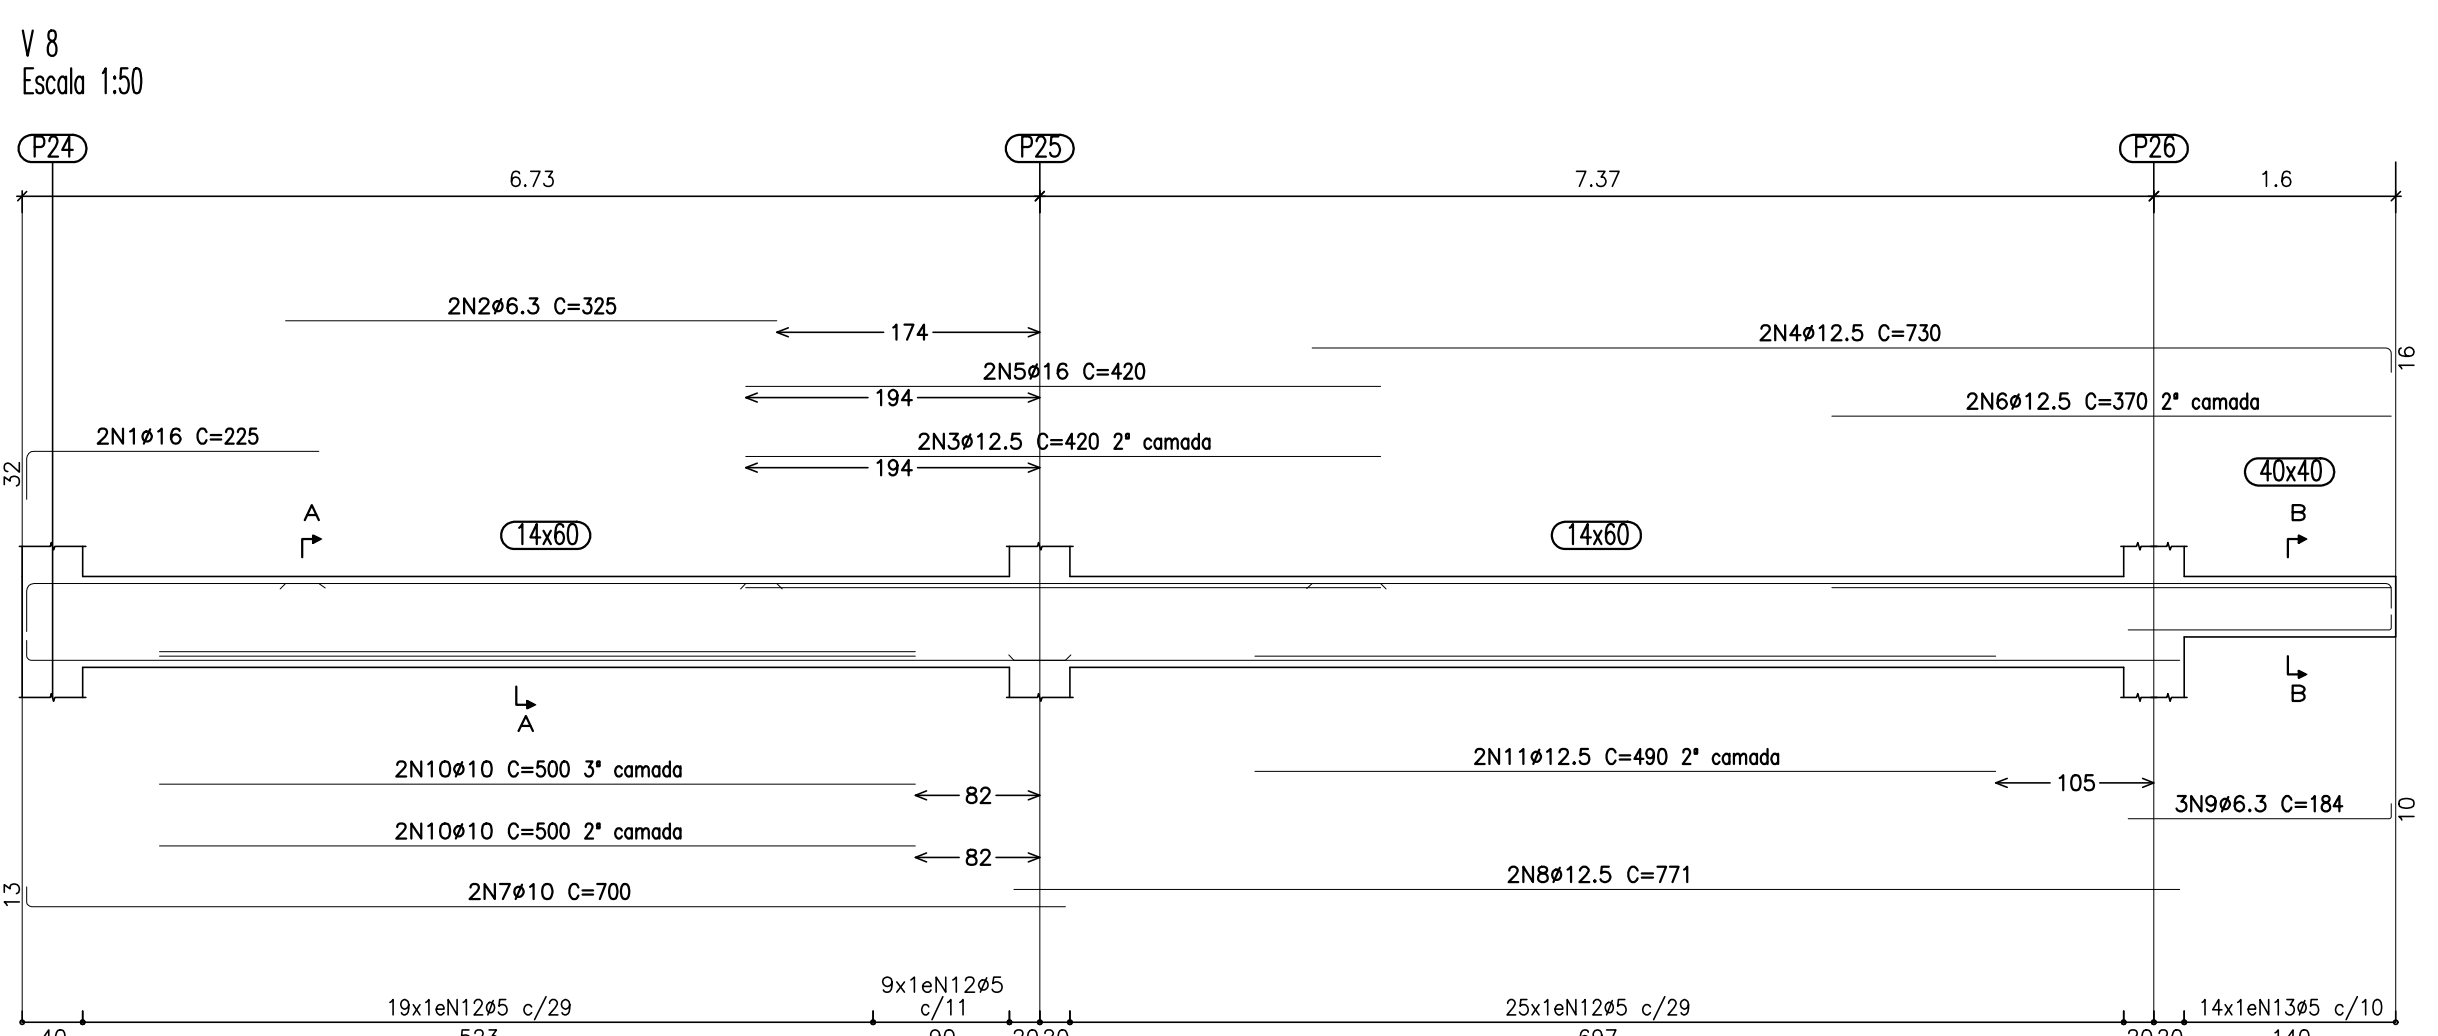 V 8
Escala 1:50
P24
P25
P26
6.73
7.37
1.6
2N2ø6.3 C=325
174
2N4ø12.5 C=730
16
2N5ø16 C=420
194
2N6ø12.5 C=370 2ª camada
2N1ø16 C=225
32
2N3ø12.5 C=420 2ª camada
194
40x40
A
14x60
14x60
B
A
B
2N10ø10 C=500 3ª camada
82
2N11ø12.5 C=490 2ª camada
105
3N9ø6.3 C=184
10
2N10ø10 C=500 2ª camada
82
13
2N7ø10 C=700
2N8ø12.5 C=771
19x1eN12ø5 c/29
9x1eN12ø5
c/11
25x1eN12ø5 c/29
14x1eN13ø5 c/10